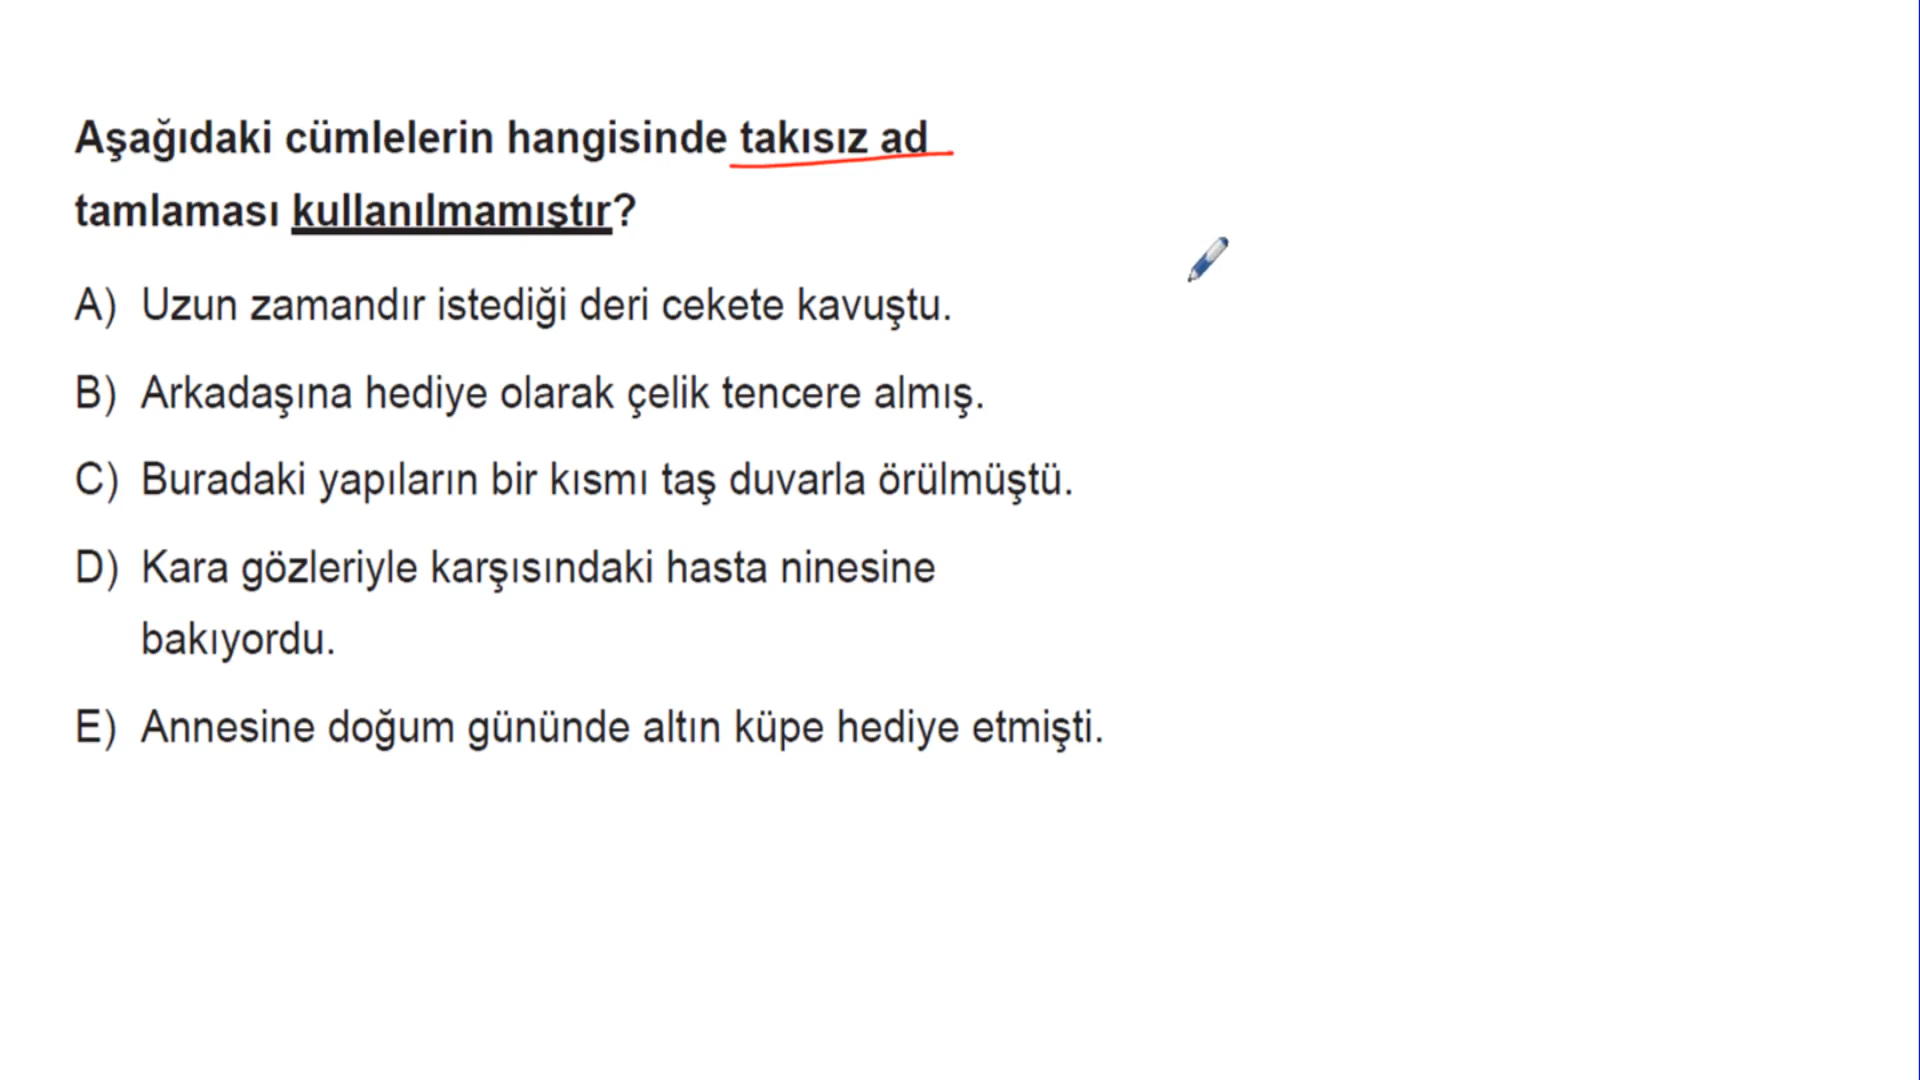 Aşağıdaki cümlelerin hangisinde takısız ad
tamlaması kullanılmamıştır?
A) Uzun zamandır istediği deri cekete kavuştu.
B) Arkadaşına hediye olarak çelik tencere almış.
C) Buradaki yapıların bir kısmı taş duvarla örülmüştü.
D) Kara gözleriyle karşısındaki hasta ninesine
bakıyordu.
E) Annesine doğum gününde altın küpe hediye etmişti.